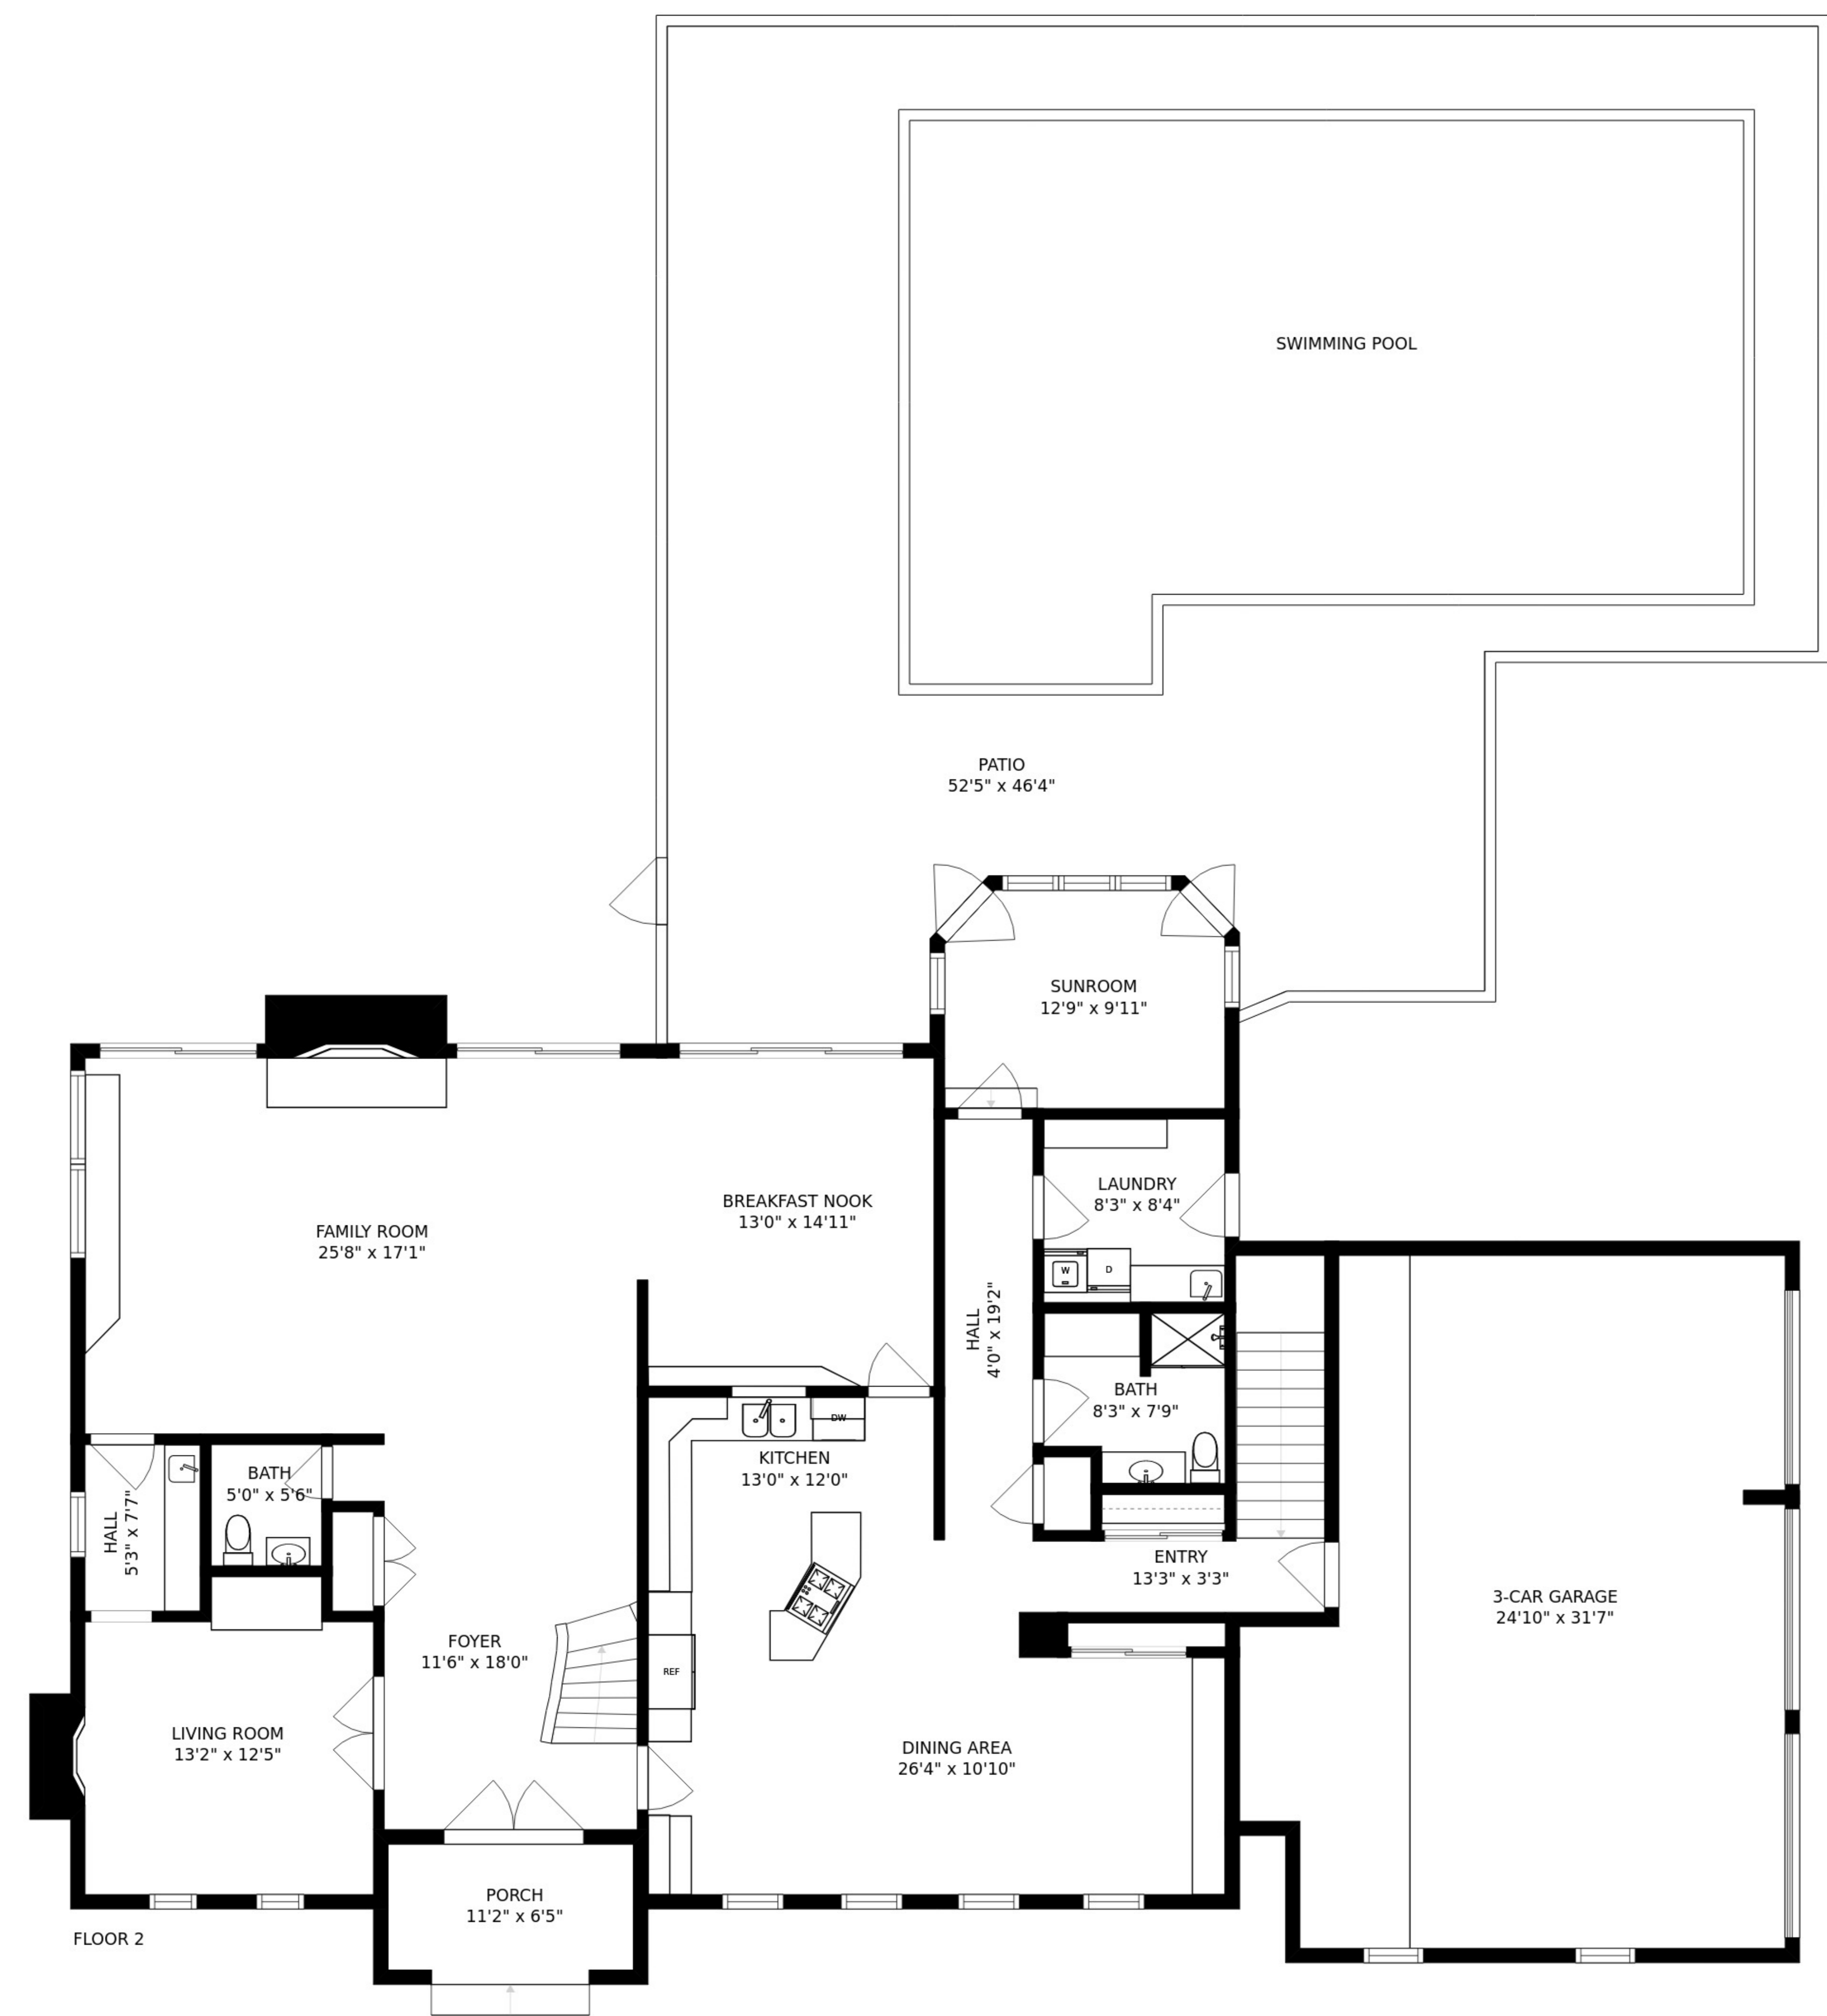 SWIMMING POOL
PATIO
52'5" x 46'4"
SUNROOM
12'9" x 9'11"
LAUNDRY
8'3" x 8'4"
BREAKFAST NOOK
13'0" x 14'11"
FAMILY ROOM
25'8" x 17'1"
W
D
HALL
4'0" x 19'2"
BATH
8'3" x 7'9"
DW
KITCHEN
13'0" x 12'0"
BATH
5'0" x 5'6"
HALL
5'3" x 7'7"
ENTRY
13'3" x 3'3"
3-CAR GARAGE
24'10" x 31'7"
FOYER
11'6" x 18'0"
REF
LIVING ROOM
13'2" x 12'5"
DINING AREA
26'4" x 10'10"
PORCH
11'2" x 6'5"
FLOOR 2